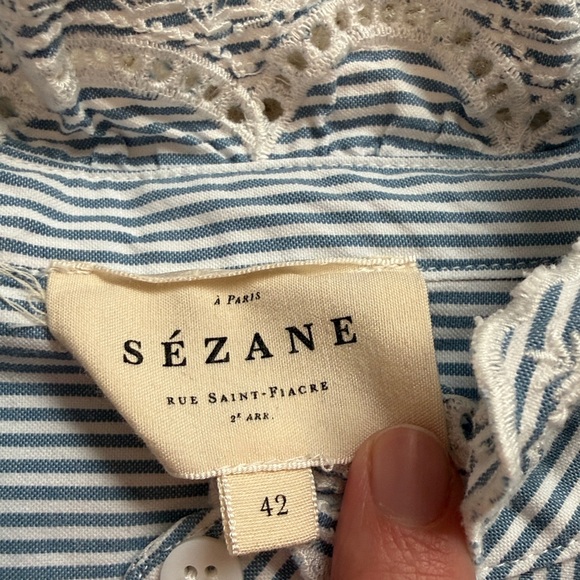 À Paris
SÉZANE
Rue Saint-Fiacre
2E Arr.
42